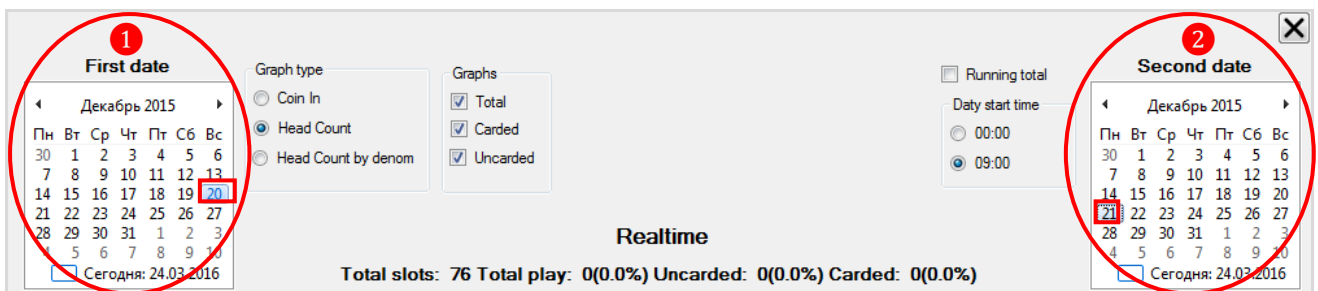 1
First date
Декабрь 2015
Пн Вт Ср Чт Пт Сб Вс
30 1 2 3 4 5 6
7 8 9 10 11 12 13
14 15 16 17 18 19 20
21 22 23 24 25 26 27
28 29 30 31 1 2 3
4 5 6 7 8 9 10
Сегодня: 24.03.2016
Graph type
Coin In
Head Count
Head Count by denom
Graphs
Total
Carded
Uncarded
Running total
Daty start time
00:00
09:00
2
Second date
Декабрь 2015
Пн Вт Ср Чт Пт Сб Вс
30 1 2 3 4 5 6
7 8 9 10 11 12 13
14 15 16 17 18 19 20
21 22 23 24 25 26 27
28 29 30 31 1 2 3
4 5 6 7 8 9 10
Сегодня: 24.03.2016
Realtime
Total slots: 76 Total play: 0(0.0%) Uncarded: 0(0.0%) Carded: 0(0.0%)